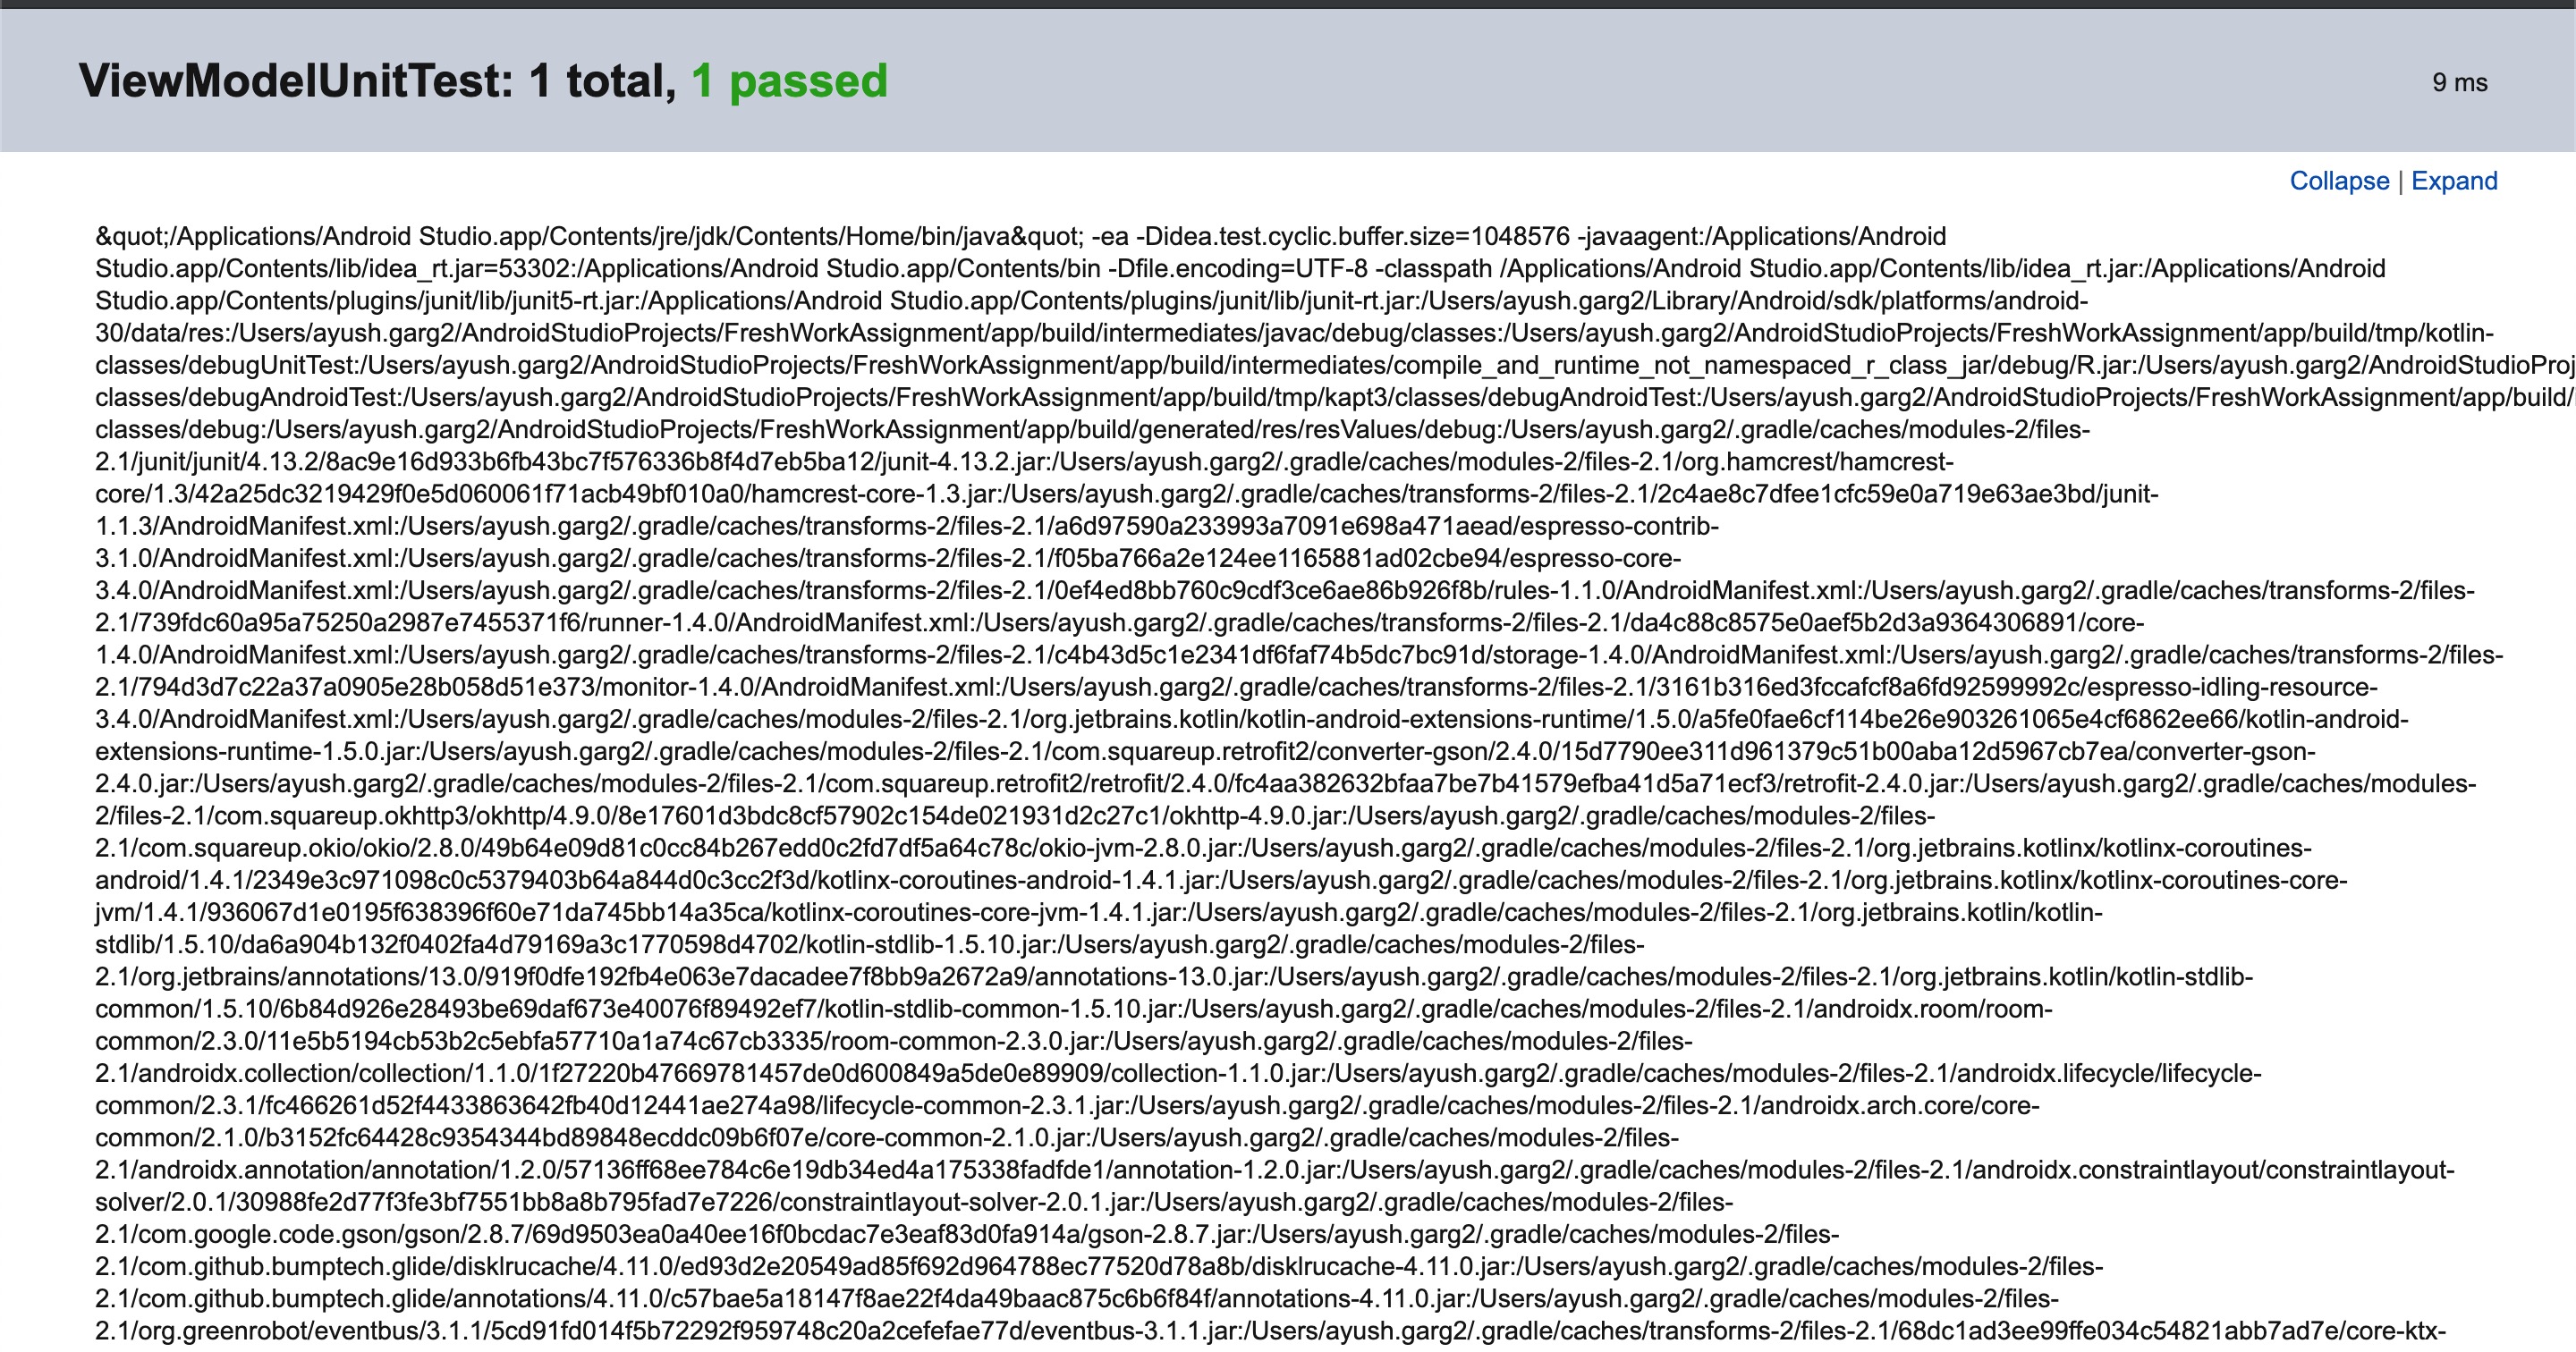 ViewModelUnitTest: 1 total, 1 passed
9 ms
Collapse | Expand
&quot;/Applications/Android Studio.app/Contents/jre/jdk/Contents/Home/bin/java&quot; -ea -Didea.test.cyclic.buffer.size=1048576 -javaagent:/Applications/Android
Studio.app/Contents/lib/idea_rt.jar=53302:/Applications/Android Studio.app/Contents/bin -Dfile.encoding=UTF-8 -classpath /Applications/Android Studio.app/Contents/lib/idea_rt.jar:/Applications/Android
Studio.app/Contents/plugins/junit/lib/junit5-rt.jar:/Applications/Android Studio.app/Contents/plugins/junit/lib/junit-rt.jar:/Users/ayush.garg2/Library/Android/sdk/platforms/android-
30/data/res:/Users/ayush.garg2/AndroidStudioProjects/FreshWorkAssignment/app/build/intermediates/javac/debug/classes:/Users/ayush.garg2/AndroidStudioProjects/FreshWorkAssignment/app/build/tmp/kotlin-
classes/debugUnitTest:/Users/ayush.garg2/AndroidStudioProjects/FreshWorkAssignment/app/build/intermediates/compile_and_runtime_not_namespaced_r_class_jar/debug/R.jar:/Users/ayush.garg2/AndroidStudioProj
classes/debugAndroidTest:/Users/ayush.garg2/AndroidStudioProjects/FreshWorkAssignment/app/build/tmp/kapt3/classes/debugAndroidTest:/Users/ayush.garg2/AndroidStudioProjects/FreshWorkAssignment/app/build/
classes/debug:/Users/ayush.garg2/AndroidStudioProjects/FreshWorkAssignment/app/build/generated/res/resValues/debug:/Users/ayush.garg2/.gradle/caches/modules-2/files-
2.1/junit/junit/4.13.2/8ac9e16d933b6fb43bc7f576336b8f4d7eb5ba12/junit-4.13.2.jar:/Users/ayush.garg2/.gradle/caches/modules-2/files-2.1/org.hamcrest/hamcrest-
core/1.3/42a25dc3219429f0e5d060061f71acb49bf010a0/hamcrest-core-1.3.jar:/Users/ayush.garg2/.gradle/caches/transforms-2/files-2.1/2c4ae8c7dfee1cfc59e0a719e63ae3bd/junit-
1.1.3/AndroidManifest.xml:/Users/ayush.garg2/.gradle/caches/transforms-2/files-2.1/a6d97590a233993a7091e698a471aead/espresso-contrib-
3.1.0/AndroidManifest.xml:/Users/ayush.garg2/.gradle/caches/transforms-2/files-2.1/f05ba766a2e124ee1165881ad02cbe94/espresso-core-
3.4.0/AndroidManifest.xml:/Users/ayush.garg2/.gradle/caches/transforms-2/files-2.1/0ef4ed8bb760c9cdf3ce6ae86b926f8b/rules-1.1.0/AndroidManifest.xml:/Users/ayush.garg2/.gradle/caches/transforms-2/files-
2.1/739fdc60a95a75250a2987e7455371f6/runner-1.4.0/AndroidManifest.xml:/Users/ayush.garg2/.gradle/caches/transforms-2/files-2.1/da4c88c8575e0aef5b2d3a9364306891/core-
1.4.0/AndroidManifest.xml:/Users/ayush.garg2/.gradle/caches/transforms-2/files-2.1/c4b43d5c1e2341df6faf74b5dc7bc91d/storage-1.4.0/AndroidManifest.xml:/Users/ayush.garg2/.gradle/caches/transforms-2/files-
2.1/794d3d7c22a37a0905e28b058d51e373/monitor-1.4.0/AndroidManifest.xml:/Users/ayush.garg2/.gradle/caches/transforms-2/files-2.1/3161b316ed3fccafcf8a6fd92599992c/espresso-idling-resource-
3.4.0/AndroidManifest.xml:/Users/ayush.garg2/.gradle/caches/modules-2/files-2.1/org.jetbrains.kotlin/kotlin-android-extensions-runtime/1.5.0/a5fe0fae6cf114be26e903261065e4cf6862ee66/kotlin-android-
extensions-runtime-1.5.0.jar:/Users/ayush.garg2/.gradle/caches/modules-2/files-2.1/com.squareup.retrofit2/converter-gson/2.4.0/15d7790ee311d961379c51b00aba12d5967cb7ea/converter-gson-
2.4.0.jar:/Users/ayush.garg2/.gradle/caches/modules-2/files-2.1/com.squareup.retrofit2/retrofit/2.4.0/fc4aa382632bfaa7be7b41579efba41d5a71ecf3/retrofit-2.4.0.jar:/Users/ayush.garg2/.gradle/caches/modules-
2/files-2.1/com.squareup.okhttp3/okhttp/4.9.0/8e17601d3bdc8cf57902c154de021931d2c27c1/okhttp-4.9.0.jar:/Users/ayush.garg2/.gradle/caches/modules-2/files-
2.1/com.squareup.okio/okio/2.8.0/49b64e09d81c0cc84b267edd0c2fd7df5a64c78c/okio-jvm-2.8.0.jar:/Users/ayush.garg2/.gradle/caches/modules-2/files-2.1/org.jetbrains.kotlinx/kotlinx-coroutines-
android/1.4.1/2349e3c971098c0c5379403b64a844d0c3cc2f3d/kotlinx-coroutines-android-1.4.1.jar:/Users/ayush.garg2/.gradle/caches/modules-2/files-2.1/org.jetbrains.kotlinx/kotlinx-coroutines-core-
jvm/1.4.1/936067d1e0195f638396f60e71da745bb14a35ca/kotlinx-coroutines-core-jvm-1.4.1.jar:/Users/ayush.garg2/.gradle/caches/modules-2/files-2.1/org.jetbrains.kotlin/kotlin-
stdlib/1.5.10/da6a904b132f0402fa4d79169a3c1770598d4702/kotlin-stdlib-1.5.10.jar:/Users/ayush.garg2/.gradle/caches/modules-2/files-
2.1/org.jetbrains/annotations/13.0/919f0dfe192fb4e063e7dacadee7f8bb9a2672a9/annotations-13.0.jar:/Users/ayush.garg2/.gradle/caches/modules-2/files-2.1/org.jetbrains.kotlin/kotlin-stdlib-
common/1.5.10/6b84d926e28493be69daf673e40076f89492ef7/kotlin-stdlib-common-1.5.10.jar:/Users/ayush.garg2/.gradle/caches/modules-2/files-2.1/androidx.room/room-
common/2.3.0/11e5b5194cb53b2c5ebfa57710a1a74c67cb3335/room-common-2.3.0.jar:/Users/ayush.garg2/.gradle/caches/modules-2/files-
2.1/androidx.collection/collection/1.1.0/1f27220b47669781457de0d600849a5de0e89909/collection-1.1.0.jar:/Users/ayush.garg2/.gradle/caches/modules-2/files-2.1/androidx.lifecycle/lifecycle-
common/2.3.1/fc466261d52f4433863642fb40d12441ae274a98/lifecycle-common-2.3.1.jar:/Users/ayush.garg2/.gradle/caches/modules-2/files-2.1/androidx.arch.core/core-
common/2.1.0/b3152fc64428c9354344bd89848ecddc09b6f07e/core-common-2.1.0.jar:/Users/ayush.garg2/.gradle/caches/modules-2/files-
2.1/androidx.annotation/annotation/1.2.0/57136ff68ee784c6e19db34ed4a175338fadfde1/annotation-1.2.0.jar:/Users/ayush.garg2/.gradle/caches/modules-2/files-2.1/androidx.constraintlayout/constraintlayout-
solver/2.0.1/30988fe2d77f3fe3bf7551bb8a8b795fad7e7226/constraintlayout-solver-2.0.1.jar:/Users/ayush.garg2/.gradle/caches/modules-2/files-
2.1/com.google.code.gson/gson/2.8.7/69d9503ea0a40ee16f0bcdac7e3eaf83d0fa914a/gson-2.8.7.jar:/Users/ayush.garg2/.gradle/caches/modules-2/files-
2.1/com.github.bumptech.glide/disklrucache/4.11.0/ed93d2e20549ad85f692d964788ec77520d78a8b/disklrucache-4.11.0.jar:/Users/ayush.garg2/.gradle/caches/modules-2/files-
2.1/com.github.bumptech.glide/annotations/4.11.0/c57bae5a18147f8ae22f4da49baac875c6b6f84f/annotations-4.11.0.jar:/Users/ayush.garg2/.gradle/caches/modules-2/files-
2.1/org.greenrobot/eventbus/3.1.1/5cd91fd014f5b72292f959748c20a2cefefae77d/eventbus-3.1.1.jar:/Users/ayush.garg2/.gradle/caches/transforms-2/files-2.1/68dc1ad3ee99ffe034c54821abb7ad7e/core-ktx-